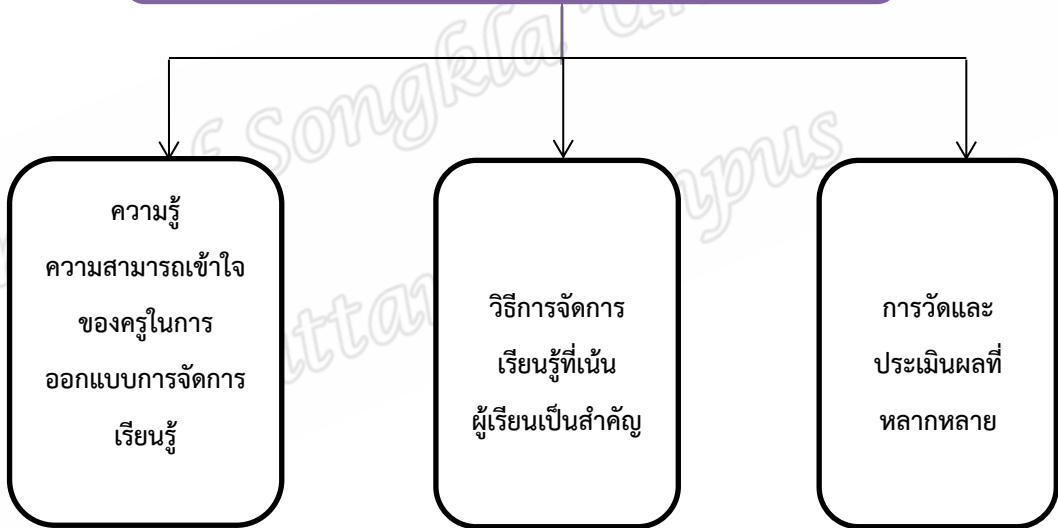 ความรู้
ความสามารถเข้าใจ
ของครูในการ
ออกแบบการจัดการ
เรียนรู้
วิธีการจัดการ
เรียนรู้ที่เน้น
ผู้เรียนเป็นสำคัญ
การวัดและ
ประเมินผลที่
หลากหลาย
f Songkla Un
ttan
mpus